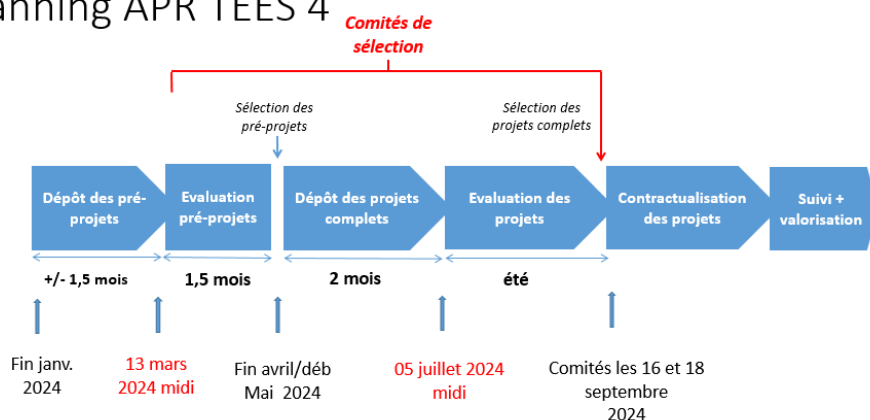 anning APR TEES 4
Comités de
sélection
Sélection des
pré-projets
Sélection des
projets complets
Dépôt des pré-
projets
Evaluation
pré-projets
Dépôt des projets
complets
Evaluation des
projets
Contractualisation
des projets
Suivi +
valorisation
+/- 1,5 mois
1,5 mois
2 mois
été
Fin janv.
2024
13 mars
2024 midi
Fin avril/déb
Mai 2024
05 juillet 2024
midi
Comités les 16 et 18
septembre
2024